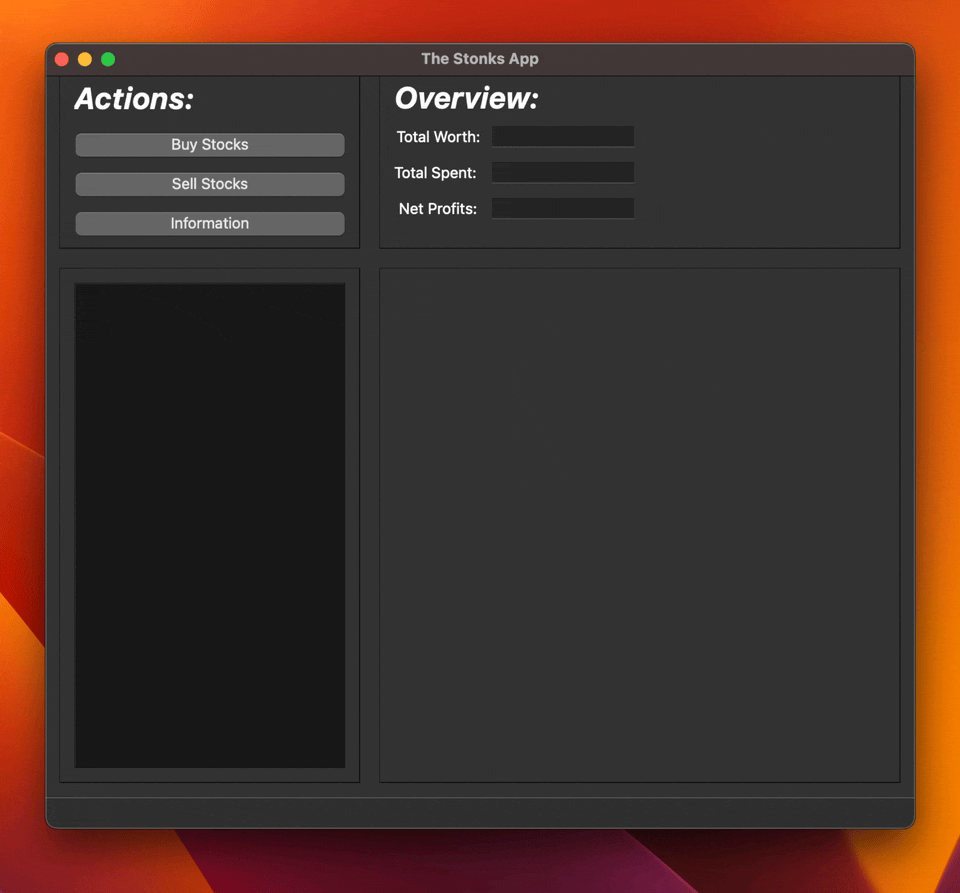 The Stonks App
Actions:
Buy Stocks
Sell Stocks
Information
Overview:
Total Worth:
Total Spent:
Net Profits: